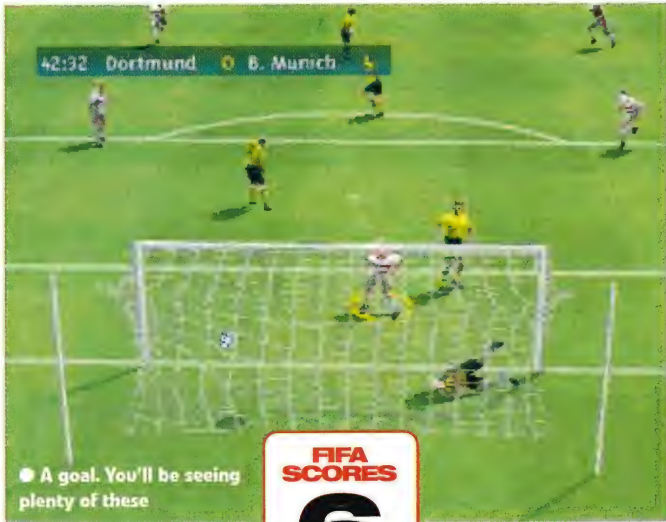 42:32 Dortmund 0 B. Munich
● A goal. You'll be seeing
plenty of these
FIFA
SCORES